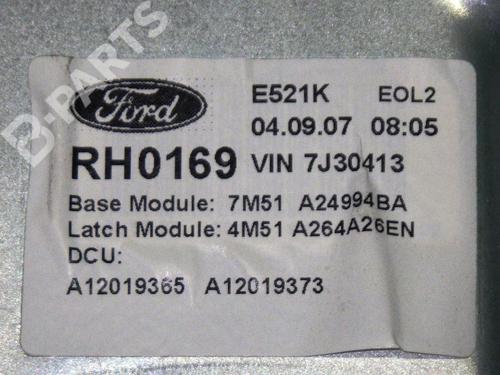 B-PARTS
Ford
E521K EOL2
04.09.07 08:05
RH0169 VIN 7J30413
Base Module: 7M51 A24994BA
Latch Module: 4M51 A264A26EN
DCU:
A12019365 A12019373